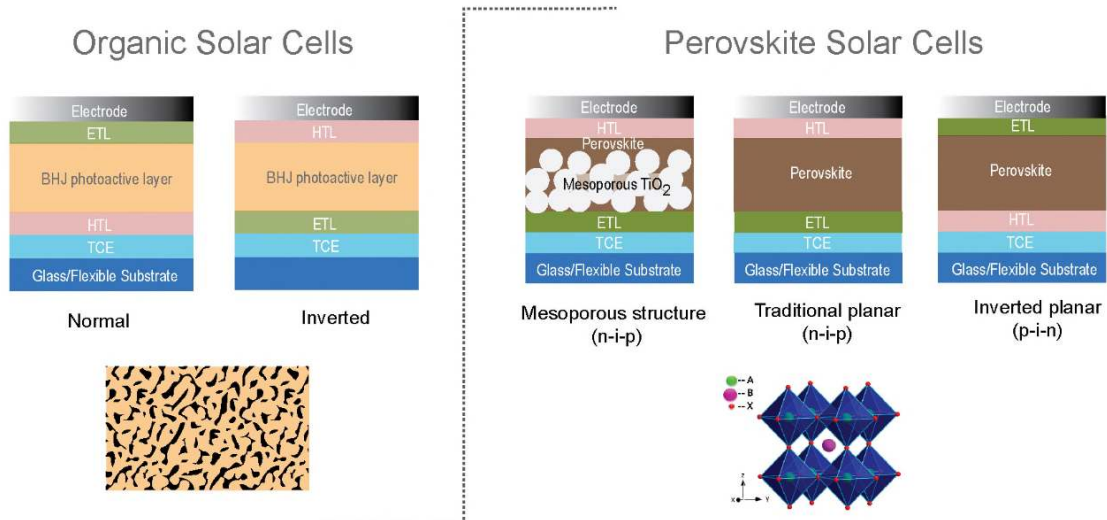 Organic Solar Cells
Electrode
ETL
BHJ photoactive layer
HTL
TCE
Glass/Flexible Substrate
Normal
Electrode
HTL
BHJ photoactive layer
ETL
TCE
Inverted
Perovskite Solar Cells
Electrode
HTL
Perovskite
Mesoporous TiO₂
ETL
TCE
Glass/Flexible Substrate
Mesoporous structure
(n-i-p)
Electrode
HTL
Perovskite
ETL
TCE
Glass/Flexible Substrate
Traditional planar
(n-i-p)
Electrode
ETL
Perovskite
HTL
TCE
Glass/Flexible Substrate
Inverted planar
(p-i-n)
-- A
-- B
-- X
Z
X
Y